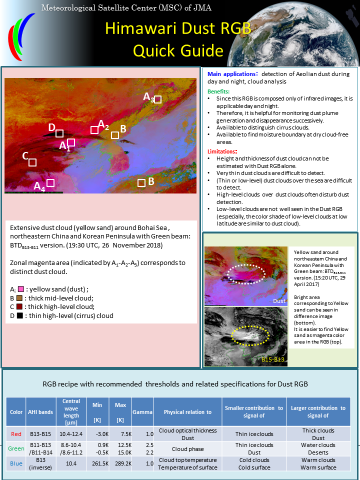 Meteorological Satellite Center (MSC) of JMA
Himawari Dust RGB
Quick Guide
A₃
D
A₂
B
A₁
C
A₄
B
Extensive dust cloud (yellow sand) around Bohai Sea,
northeastern China and Korean Peninsula with Green beam:
BTD B13-B11 version. (19:30 UTC, 26 November 2018)
Zonal magenta area (indicated by A₁-A₂-A₃) corresponds to
distinct dust cloud.
A : yellow sand (dust) ;
B : thick mid-level cloud;
C : thick high-level cloud;
D : thin high-level (cirrus) cloud
Main applications: detection of Aeolian dust during
day and night, cloud analysis
Benefits:
• Since this RGB is composed only of infrared images, it is
applicable day and night.
• Therefore, it is helpful for monitoring dust plume
generation and disappearance successively.
• Available to distinguish cirrus clouds.
• Available to find moisture boundary at dry cloud-free
areas.
Limitations:
• Height and thickness of dust cloud can not be
estimated with Dust RGB alone.
• Very thin dust clouds are difficult to detect.
• (Thin or low-level) dust clouds over the sea are difficult
to detect.
• High-level clouds over dust clouds often disturb dust
detection.
• Low-level clouds are not well seen in the Dust RGB
(especially, the color shade of low-level clouds at low
latitude are similar to dust cloud).
Dust
B15-B13
Yellow sand around
northeastern China and
Korean Peninsula with
Green beam: BTD
version. (15:20 UTC, 29
April 2017)
Bright area
corresponding to Yellow
sand can be seen in
difference image
(bottom).
It is easier to find Yellow
sand as magenta color
area in the RGB (top).
RGB recipe with recommended thresholds and related specifications for Dust RGB
Color AHI bands Central wave length [μm] Min [K] Max [K] Gamma Physical relation to Smaller contribution to signal of Larger contribution to signal of
Red B13-B15 10.4-12.4 -3.0K 7.5K 1.0 Cloud optical thickness Dust Thin ice clouds Thick clouds Dust
Green B11-B13 /B11-B14 8.6-10.4 /8.6-11.2 0.9K -0.5K 12.5K 15.0K 2.5 2.2 Cloud phase Thin ice clouds Dust Water clouds Deserts
Blue B13 (inverse) 10.4 261.5K 289.2K 1.0 Cloud top temperature Temperature of surface Cold clouds Cold surface Warm clouds Warm surface